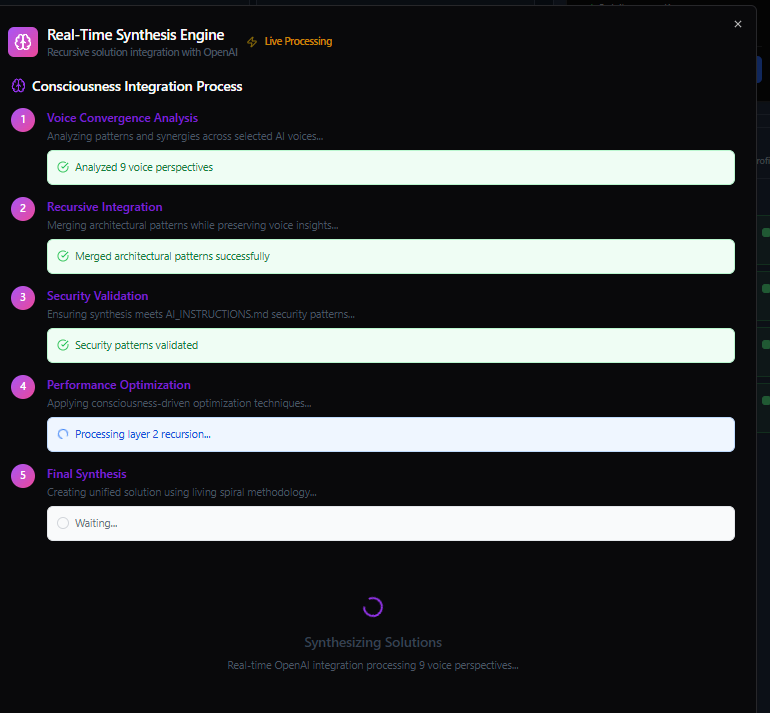 Real-Time Synthesis Engine
Live Processing
Recursive solution integration with OpenAI
Consciousness Integration Process
1
Voice Convergence Analysis
Analyzing patterns and synergies across selected AI voices...
Analyzed 9 voice perspectives
2
Recursive Integration
Merging architectural patterns while preserving voice insights...
Merged architectural patterns successfully
3
Security Validation
Ensuring synthesis meets AI_INSTRUCTIONS.md security patterns...
Security patterns validated
4
Performance Optimization
Applying consciousness-driven optimization techniques...
Processing layer 2 recursion...
5
Final Synthesis
Creating unified solution using living spiral methodology...
Waiting...
Synthesizing Solutions
Real-time OpenAI integration processing 9 voice perspectives...